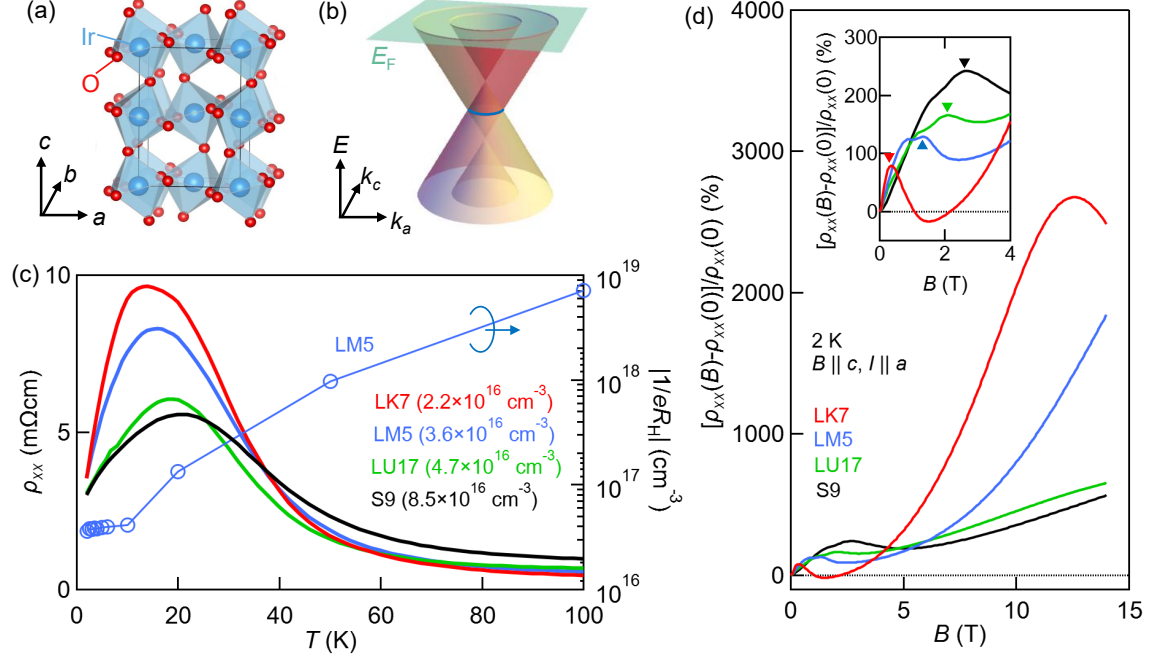 (a)
Ir
O
c
b
a
(b)
E_F
E
k_c
k_a
(c)
10
5
0
ρ_xx (mΩcm)
0
20
40
60
80
100
T (K)
10^19
10^18
10^17
10^16
|1/eR_H| (cm^-3)
LM5
LK7 (2.2×10^16 cm^-3)
LM5 (3.6×10^16 cm^-3)
LU17 (4.7×10^16 cm^-3)
S9 (8.5×10^16 cm^-3)
(d)
4000
3000
2000
1000
0
[ρ_xx(B)-ρ_xx(0)]/ρ_xx(0) (%)
0
5
10
15
B (T)
300
200
100
0
[ρ_xx(B)-ρ_xx(0)]/ρ_xx(0) (%)
0
2
4
B (T)
2 K
B || c, I || a
LK7
LM5
LU17
S9